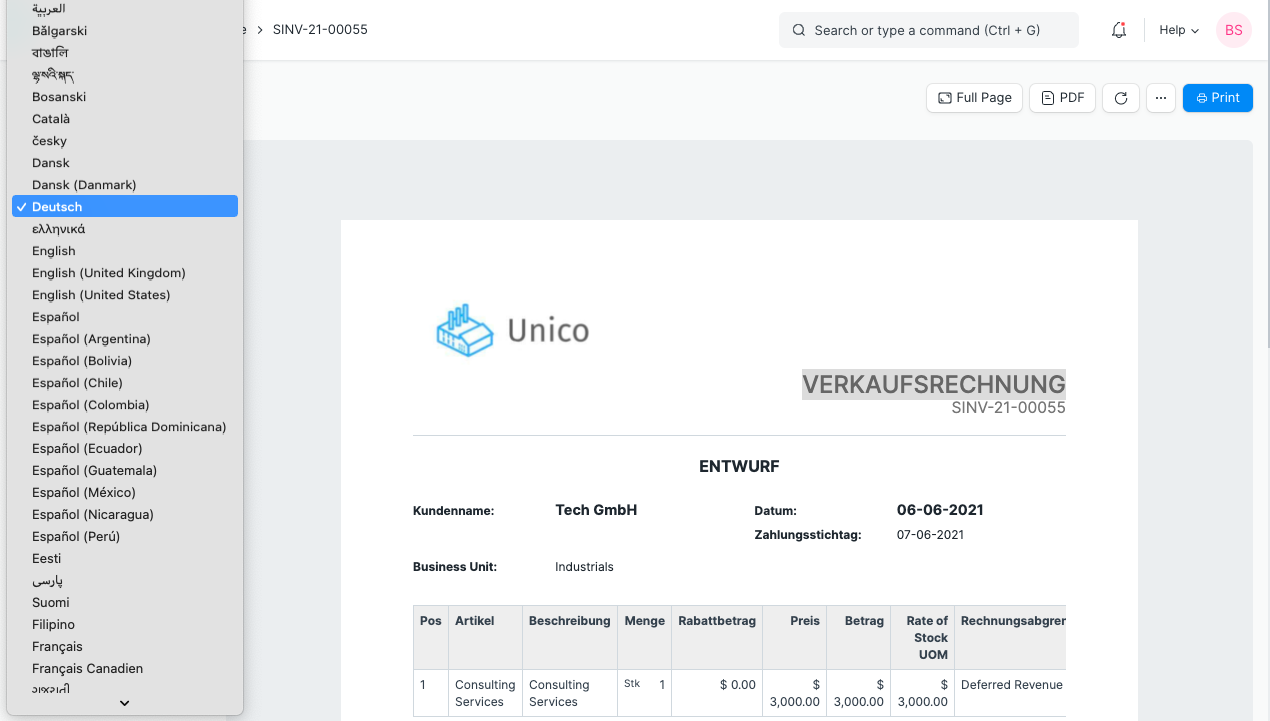 العربية
Bǎlgarski
বাঙালি
Bosanski
Català
česky
Dansk
Dansk (Danmark)
Deutsch
ελληνικά
English
English (United Kingdom)
English (United States)
Español
Español (Argentina)
Español (Bolivia)
Español (Chile)
Español (Colombia)
Español (República Dominicana)
Español (Ecuador)
Español (Guatemala)
Español (México)
Español (Nicaragua)
Español (Perú)
Eesti
پارسی
Suomi
Filipino
Français
Français Canadien
SINV-21-00055
Search or type a command (Ctrl + G)
Help
BS
Full Page
PDF
Print
Unico
VERKAUFSRECHNUNG
SINV-21-00055
ENTWURF
Kundenname: Tech GmbH
Datum: 06-06-2021
Zahlungsstichtag: 07-06-2021
Business Unit: Industrials
Pos Artikel Beschreibung Menge Rabattbetrag Preis Betrag Rate of Rechnungsabgrer
Stock
UOM
1 Consulting Consulting Stk 1 $ 0.00 $ $ $ Deferred Revenue
Services Services 3,000.00 3,000.00 3,000.00